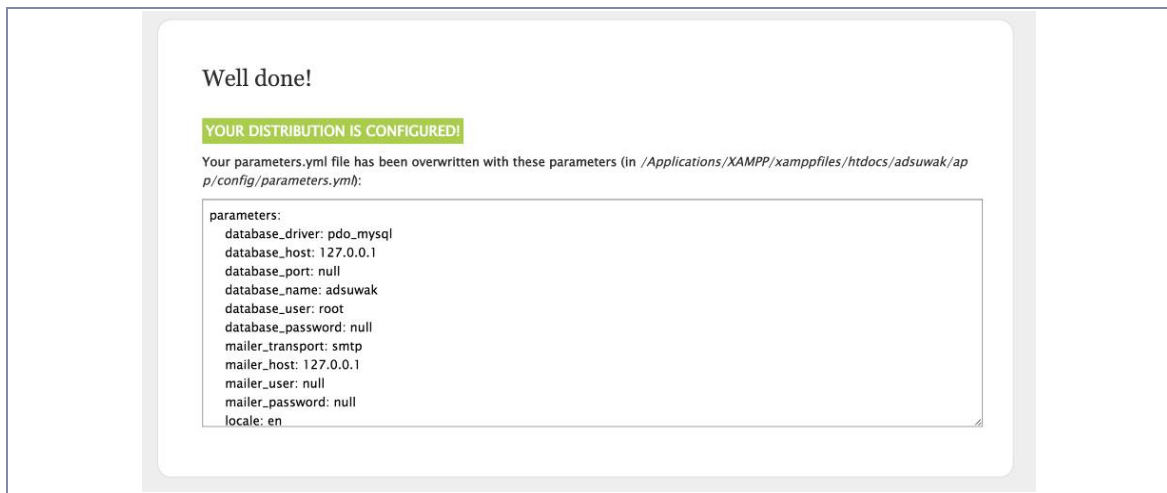 Well done!
YOUR DISTRIBUTION IS CONFIGURED!
Your parameters.yml file has been overwritten with these parameters (in /Applications/XAMPP/xamppfiles/htdocs/adsuwak/ap
p/config/parameters.yml):
parameters:
database_driver: pdo_mysql
database_host: 127.0.0.1
database_port: null
database_name: adsuwak
database_user: root
database_password: null
mailer_transport: smtp
mailer_host: 127.0.0.1
mailer_user: null
mailer_password: null
locale: en